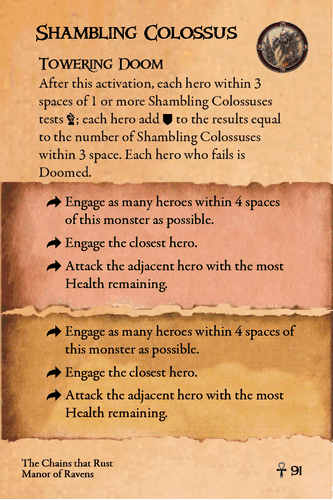 Shambling Colossus
Towering Doom
After this activation, each hero within 3
spaces of 1 or more Shambling Colossuses
tests ; each hero add to the results equal
to the number of Shambling Colossuses
within 3 space. Each hero who fails is
Doomed.
Engage as many heroes within 4 spaces
of this monster as possible.
Engage the closest hero.
Attack the adjacent hero with the most
Health remaining.
Engage as many heroes within 4 spaces of
this monster as possible.
Engage the closest hero.
Attack the adjacent hero with the most
Health remaining.
The Chains that Rust
Manor of Ravens
91